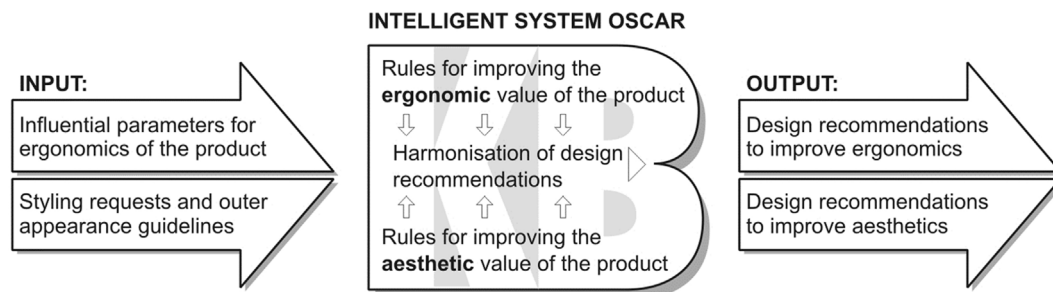 INTELLIGENT SYSTEM OSCAR
INPUT:
Influential parameters for
ergonomics of the product
Styling requests and outer
appearance guidelines
Rules for improving the
ergonomic value of the product
Harmonisation of design
recommendations
Rules for improving the
aesthetic value of the product
KB
OUTPUT:
Design recommendations
to improve ergonomics
Design recommendations
to improve aesthetics